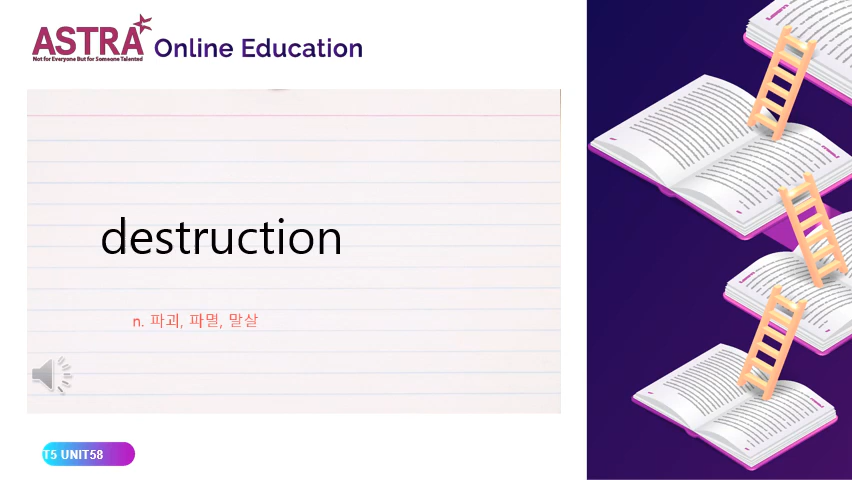 ASTRA
Not for Everyone But for Someone Talented
Online Education
destruction
n. 파괴, 파멸, 말살
T5 UNIT58